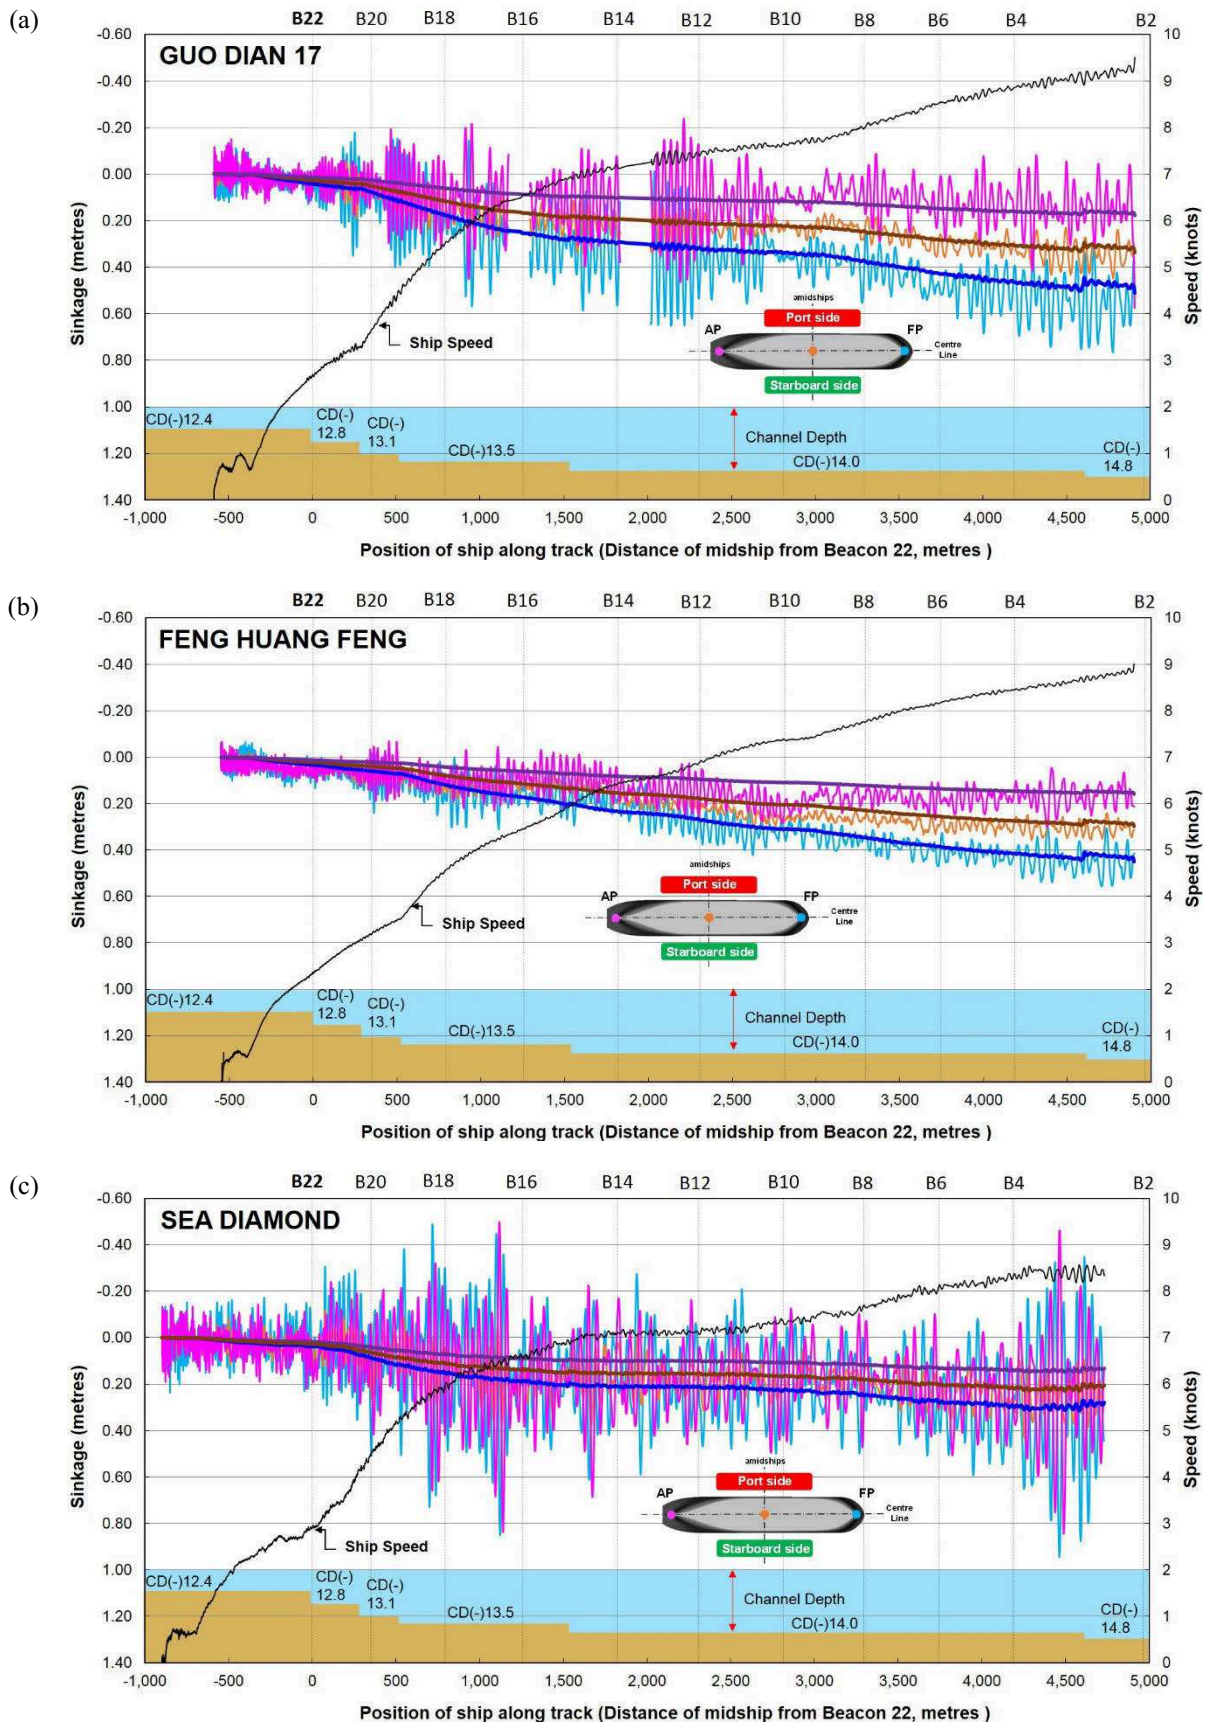 (a)
B22 B20 B18 B16 B14 B12 B10 B8 B6 B4 B2
GUO DIAN 17
-0.60
-0.40
-0.20
0.00
0.20
0.40
0.60
0.80
1.00
1.20
1.40
Sinkage (metres)
10
9
8
7
6
5
4
3
2
1
0
Speed (knots)
Ship Speed
amidships
Port side
AP
FP
Centre
Line
Starboard side
CD(-)12.4
CD(-)
12.8
CD(-)
13.1
CD(-)13.5
Channel Depth
CD(-)14.0
CD(-)
14.8
-1,000 -500 0 500 1,000 1,500 2,000 2,500 3,000 3,500 4,000 4,500 5,000
Position of ship along track (Distance of midship from Beacon 22, metres )
(b)
B22 B20 B18 B16 B14 B12 B10 B8 B6 B4 B2
FENG HUANG FENG
-0.60
-0.40
-0.20
0.00
0.20
0.40
0.60
0.80
1.00
1.20
1.40
Sinkage (metres)
10
9
8
7
6
5
4
3
2
1
0
Speed (knots)
amidships
Port side
AP
FP
Centre
Line
Starboard side
Ship Speed
CD(-)12.4
CD(-)
12.8
CD(-)
13.1
CD(-)13.5
Channel Depth
CD(-)14.0
CD(-)
14.8
-1,000 -500 0 500 1,000 1,500 2,000 2,500 3,000 3,500 4,000 4,500 5,000
Position of ship along track (Distance of midship from Beacon 22, metres )
(c)
B22 B20 B18 B16 B14 B12 B10 B8 B6 B4 B2
SEA DIAMOND
-0.60
-0.40
-0.20
0.00
0.20
0.40
0.60
0.80
1.00
1.20
1.40
Sinkage (metres)
10
9
8
7
6
5
4
3
2
1
0
Speed (knots)
amidships
Port side
AP
FP
Centre
Line
Starboard side
Ship Speed
CD(-)12.4
CD(-)
12.8
CD(-)
13.1
CD(-)13.5
Channel Depth
CD(-)14.0
CD(-)
14.8
-1,000 -500 0 500 1,000 1,500 2,000 2,500 3,000 3,500 4,000 4,500 5,000
Position of ship along track (Distance of midship from Beacon 22, metres )